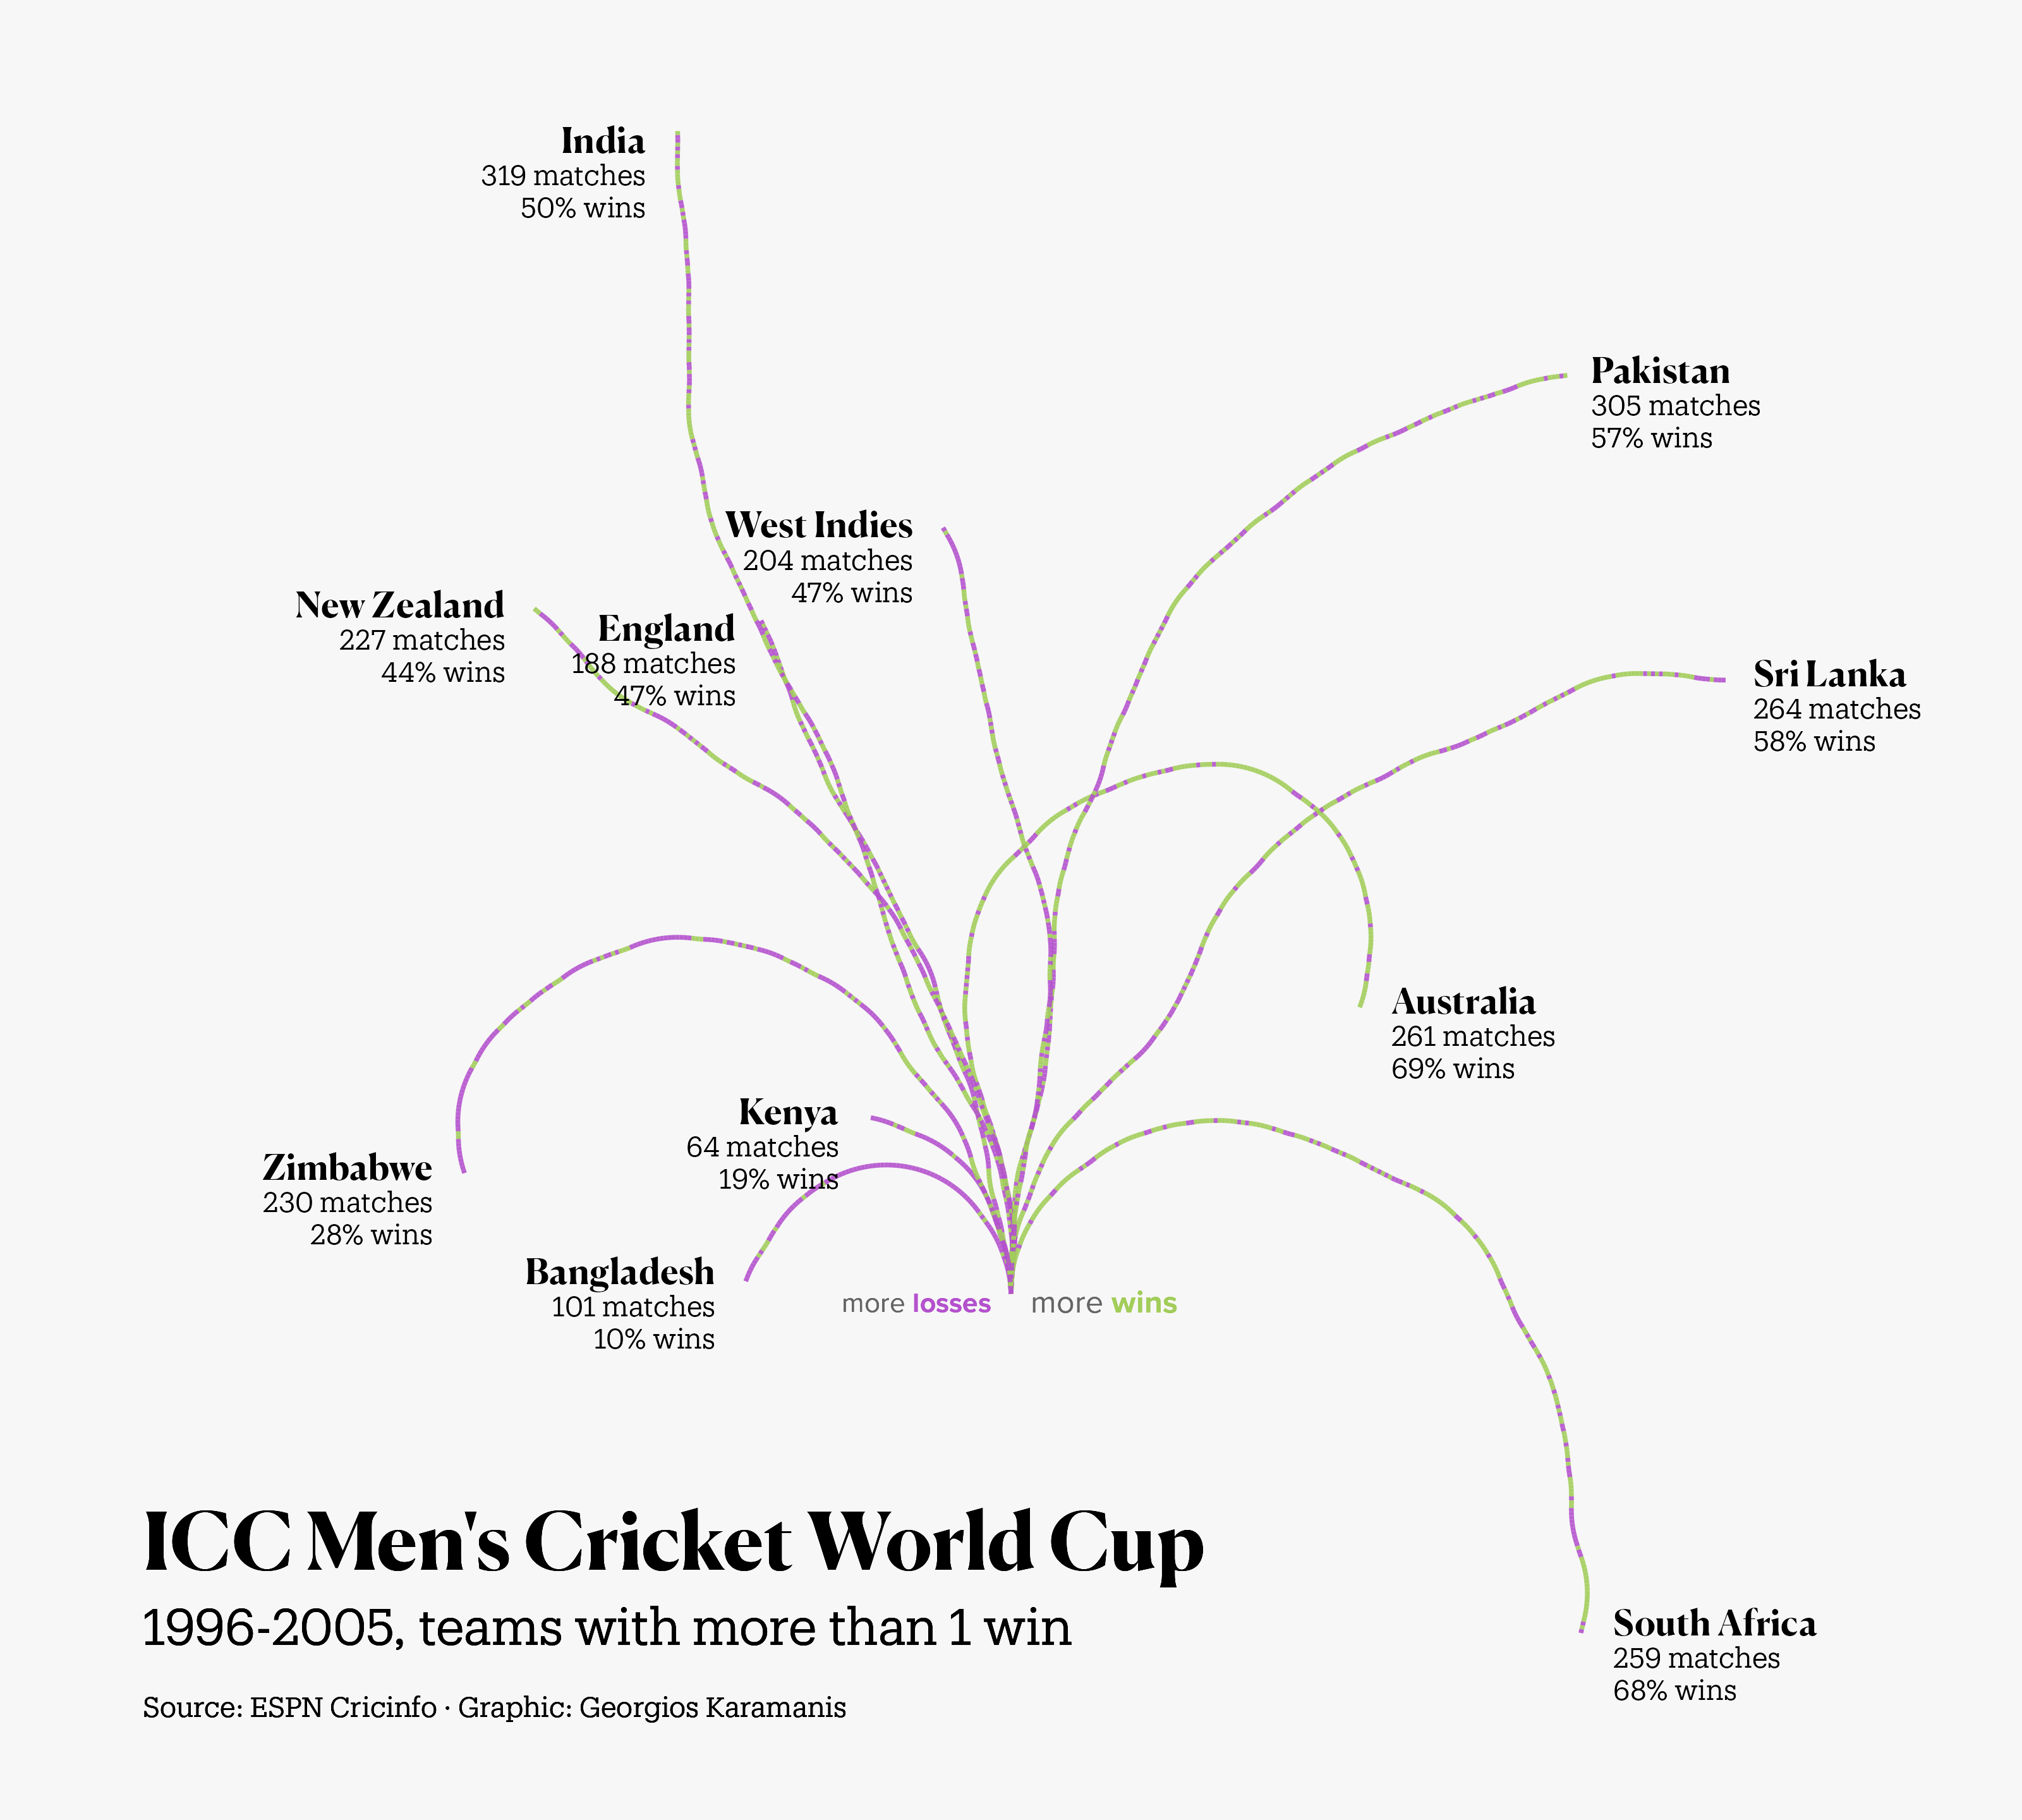 India
319 matches
50% wins
Pakistan
305 matches
57% wins
West Indies
204 matches
47% wins
New Zealand
227 matches
44% wins
England
188 matches
47% wins
Sri Lanka
264 matches
58% wins
Australia
261 matches
69% wins
Kenya
64 matches
19% wins
Zimbabwe
230 matches
28% wins
Bangladesh
101 matches
10% wins
more losses
more wins
ICC Men's Cricket World Cup
1996-2005, teams with more than 1 win
Source: ESPN Cricinfo · Graphic: Georgios Karamanis
South Africa
259 matches
68% wins